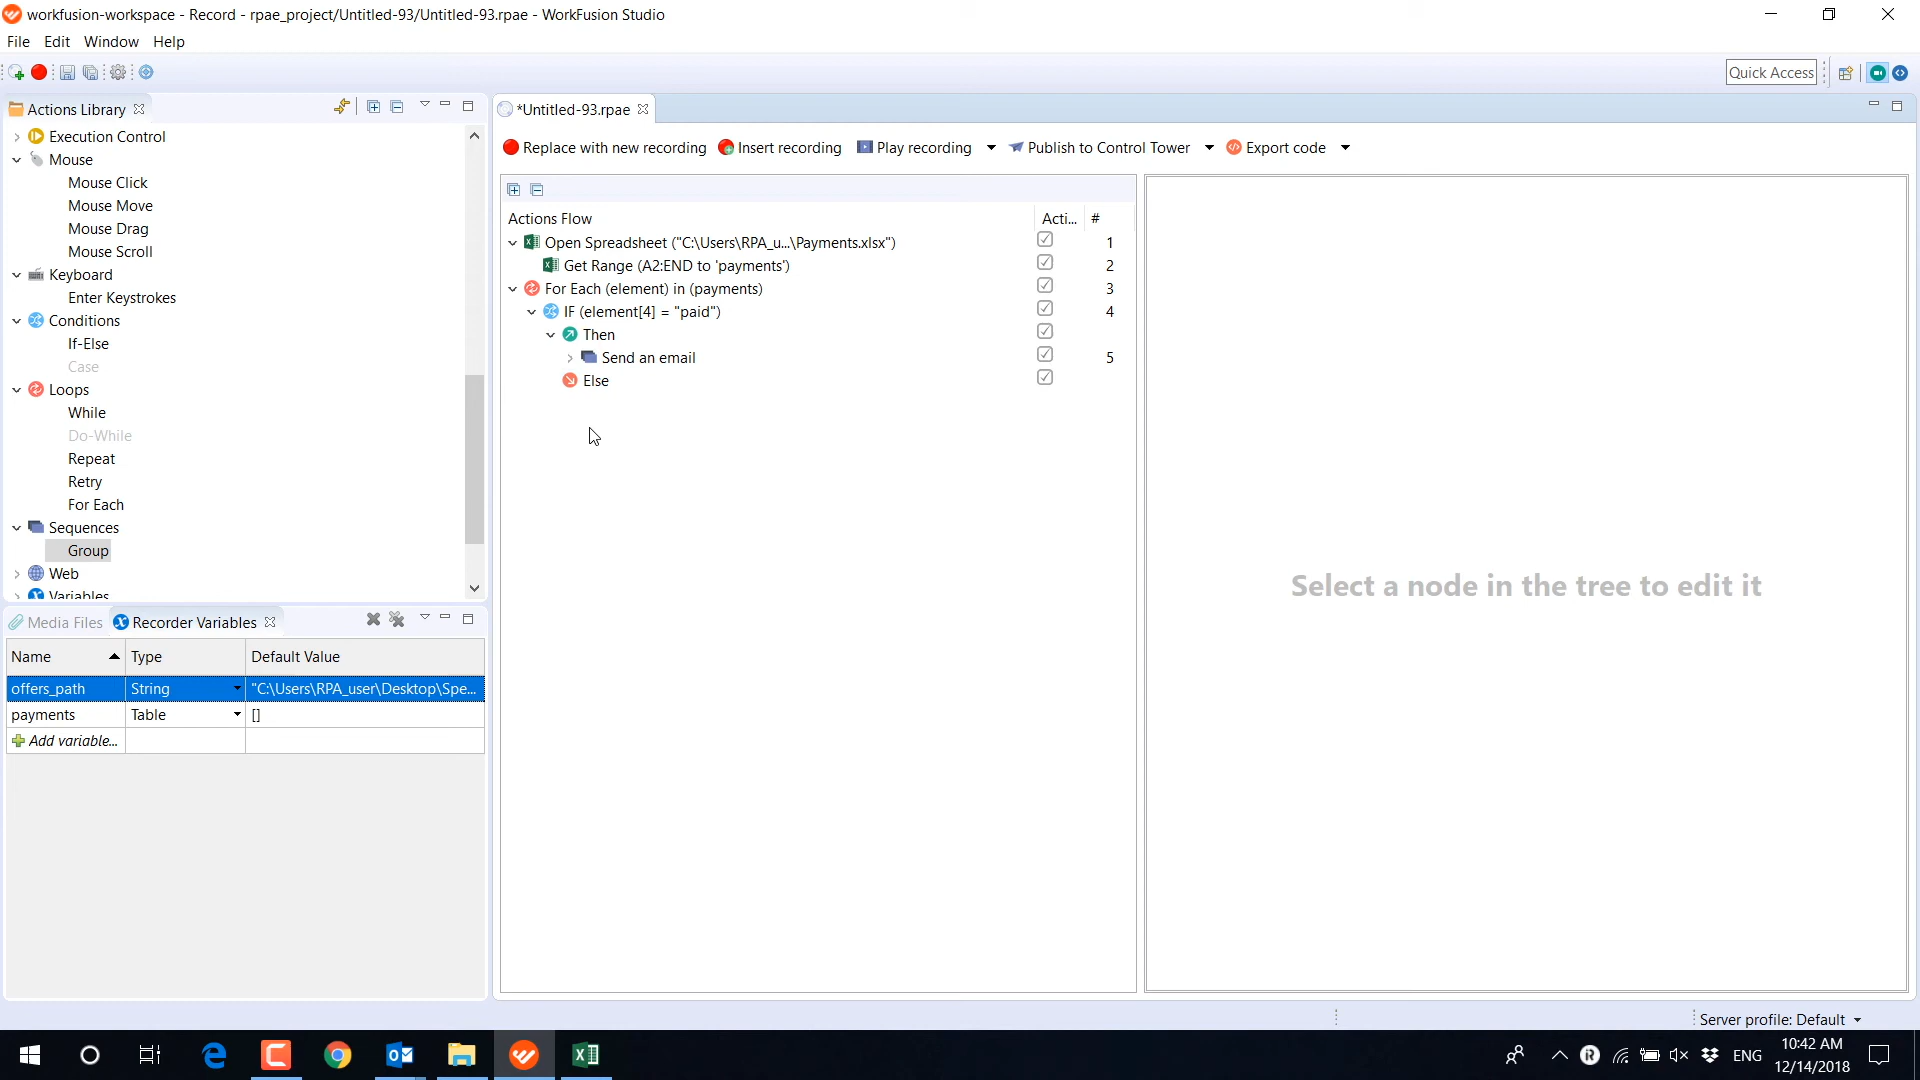 workfusion-workspace - Record - rpae_project/Untitled-93/Untitled-93.rpae - WorkFusion Studio
File Edit Window Help
Quick Access
Actions Library
Execution Control
Mouse
Mouse Click
Mouse Move
Mouse Drag
Mouse Scroll
Keyboard
Enter Keystrokes
Conditions
If-Else
Case
Loops
While
Do-While
Repeat
Retry
For Each
Sequences
Group
Web
Variables
Media Files Recorder Variables
Name Type Default Value
offers_path String "C:\Users\RPA_user\Desktop\Spe...
payments Table []
Add variable...
*Untitled-93.rpae
Replace with new recording Insert recording Play recording Publish to Control Tower Export code
Actions Flow Acti... #
Open Spreadsheet ("C:\Users\RPA_u...\Payments.xlsx") 1
Get Range (A2:END to 'payments') 2
For Each (element) in (payments) 3
IF (element[4] = "paid") 4
Then
Send an email 5
Else
Select a node in the tree to edit it
Server profile: Default
ENG
10:42 AM
12/14/2018